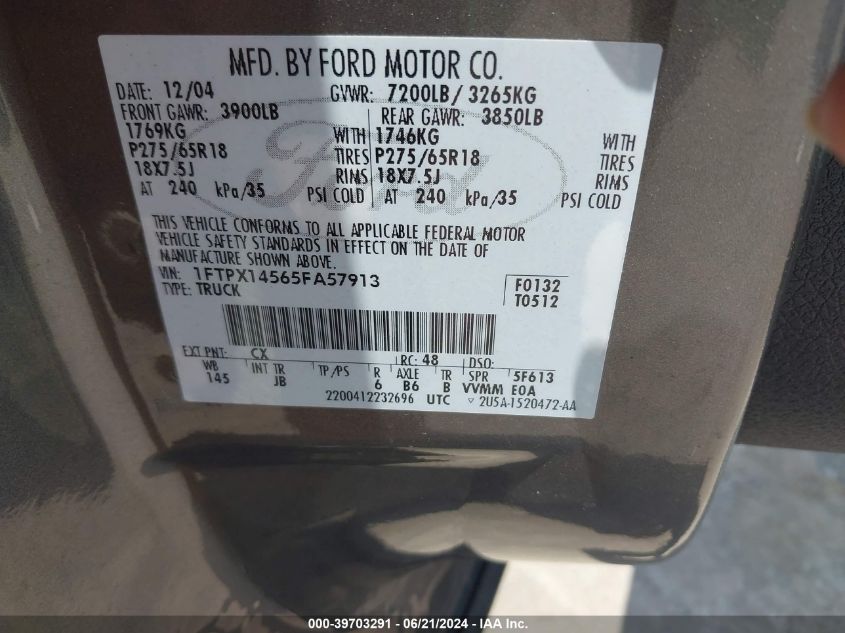 MFD. BY FORD MOTOR CO.
DATE: 12/04 GVWR: 7200LB / 3265KG
FRONT GAWR: 3900LB REAR GAWR: 3850LB
1769KG WITH 1746KG WITH
P275/65R18 TIRES P275/65R18 TIRES
18X7.5J RIMS 18X7.5J RIMS
AT 240 kPa/35 PSI COLD AT 240 kPa/35 PSI COLD
Ford
THIS VEHICLE CONFORMS TO ALL APPLICABLE FEDERAL MOTOR
VEHICLE SAFETY STANDARDS IN EFFECT ON THE DATE OF
MANUFACTURE SHOWN ABOVE.
VIN: 1FTPX14565FA57913 F0132
TYPE: TRUCK T0512
EXT PNT: CX RC: 48 DSO:
WB INT TR TP/PS R AXLE TR SPR 5F613
145 JB 6 B6 B VVMM E0A
2200412232696 UTC ▽ 2U5A-1520472-AA
000-39703291 - 06/21/2024 - IAA Inc.